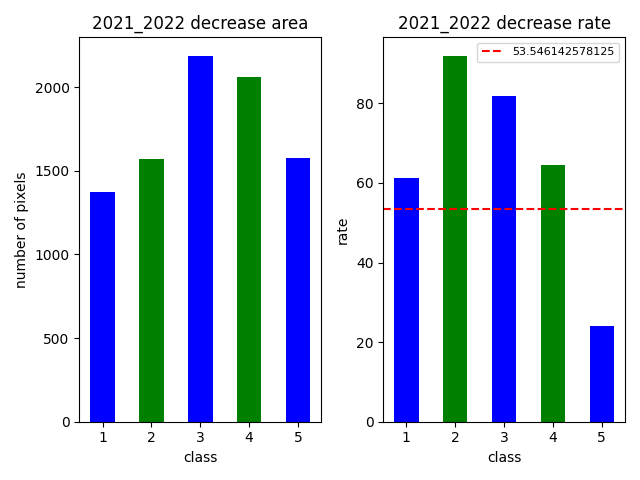 2021_2022 decrease area
number of pixels
2000
1500
1000
500
0
1 2 3 4 5
class
2021_2022 decrease rate
53.546142578125
rate
80
60
40
20
0
1 2 3 4 5
class